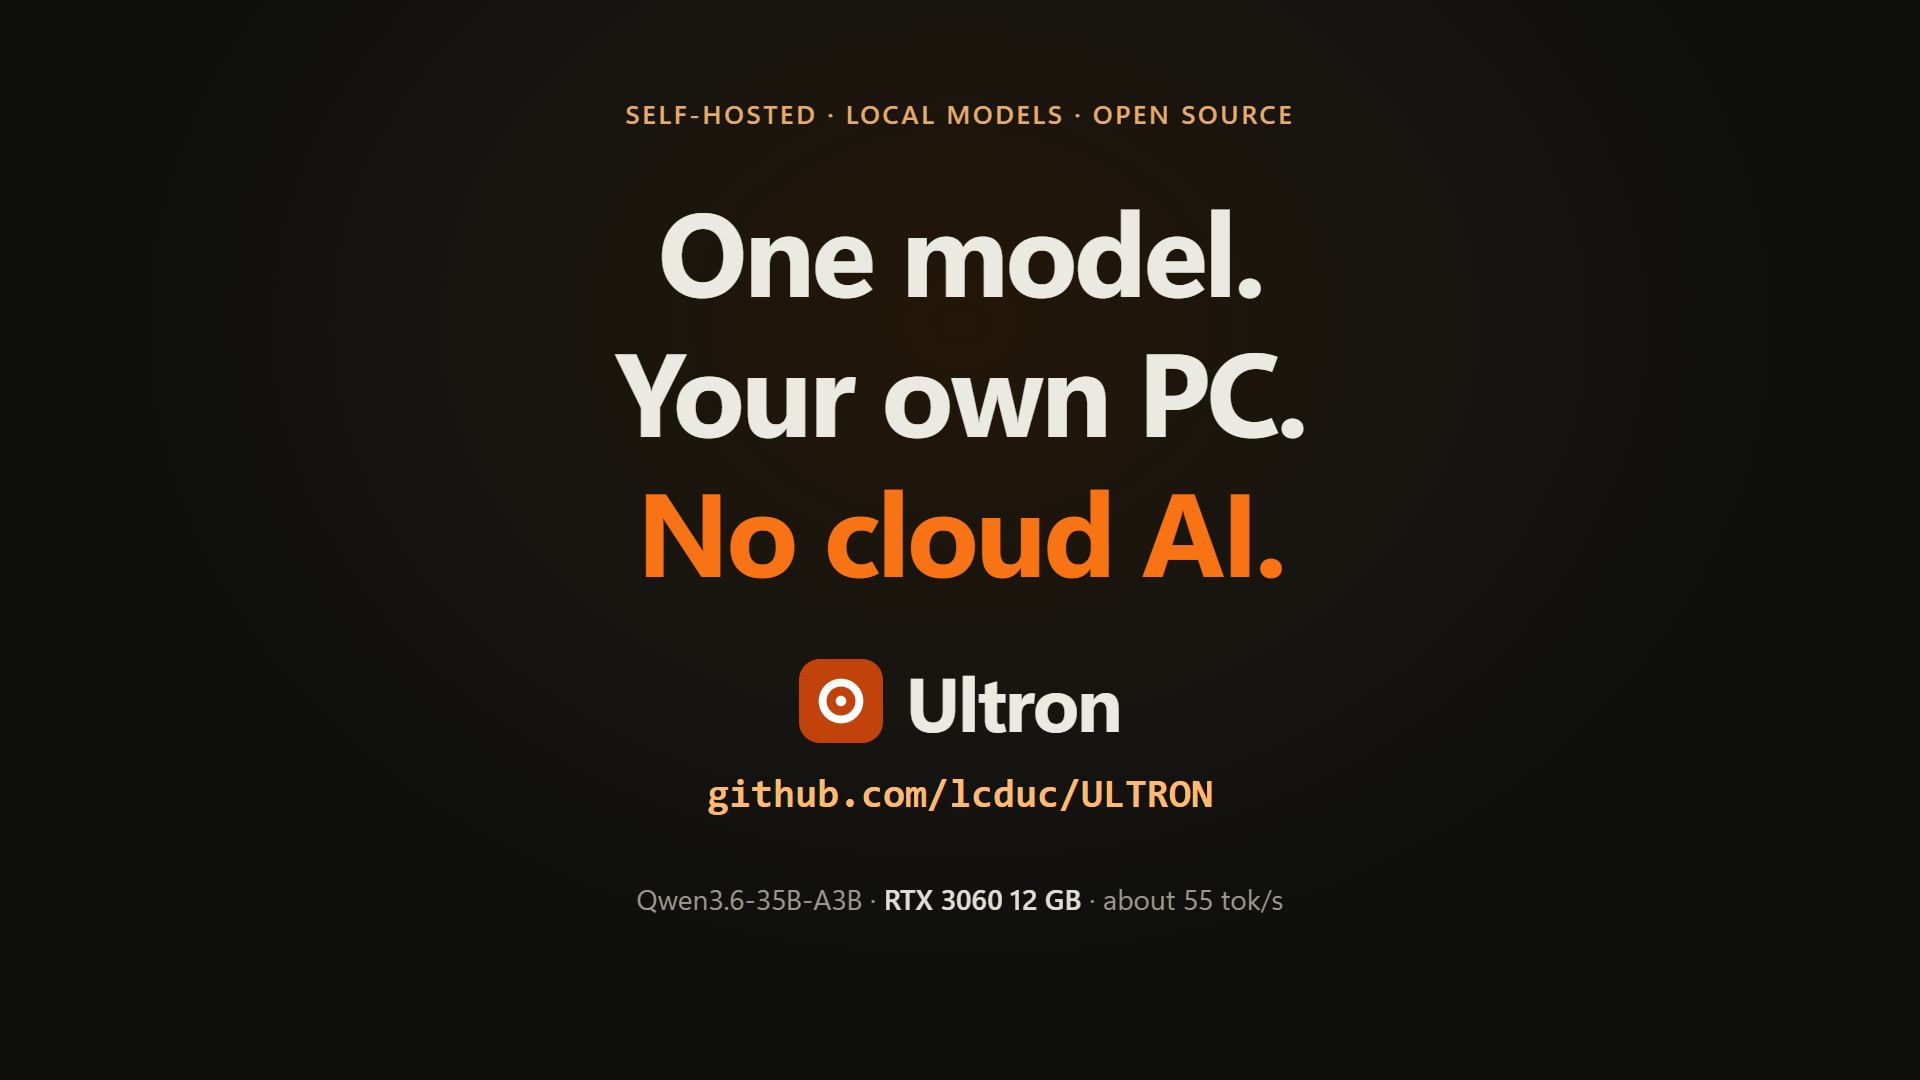 SELF-HOSTED · LOCAL MODELS · OPEN SOURCE
One model.
Your own PC.
No cloud AI.
Ultron
github.com/lcduc/ULTRON
Qwen3.6-35B-A3B · RTX 3060 12 GB · about 55 tok/s